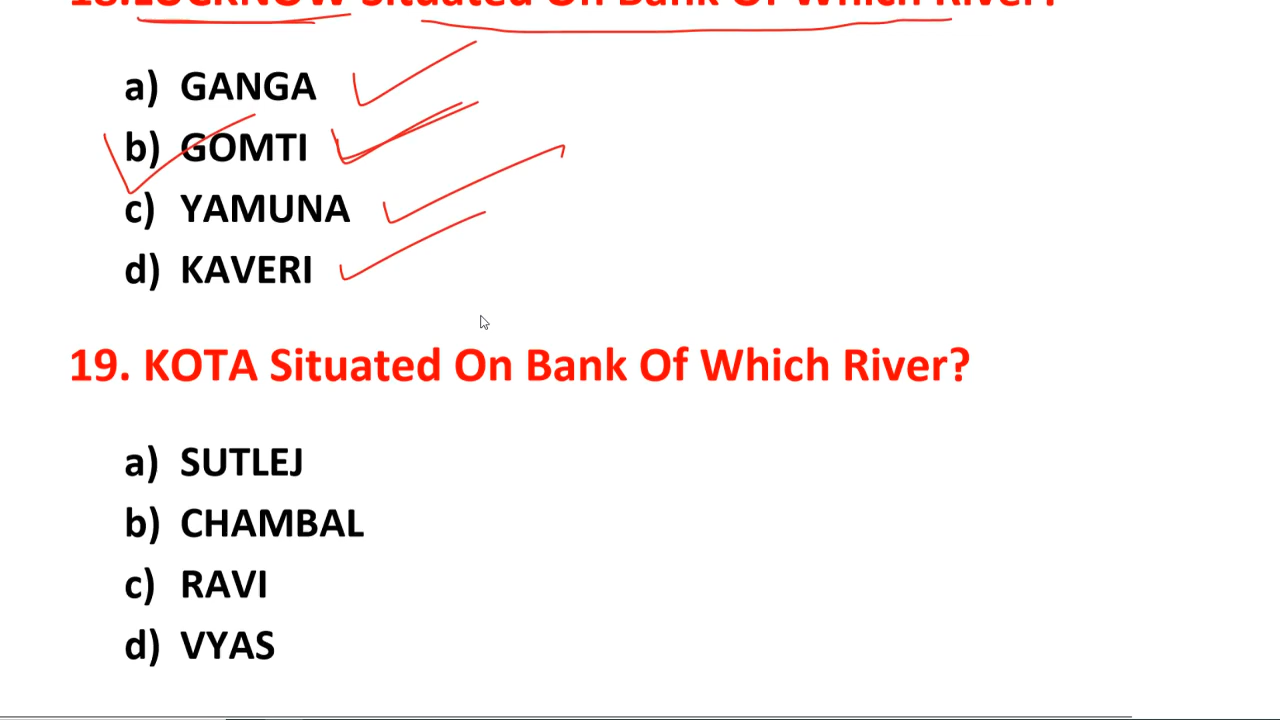 18.LUCKNOW Situated On Bank Of Which River?
a) GANGA
b) GOMTI
c) YAMUNA
d) KAVERI
19. KOTA Situated On Bank Of Which River?
a) SUTLEJ
b) CHAMBAL
c) RAVI
d) VYAS